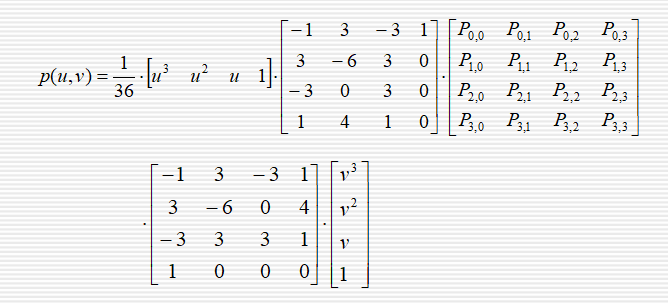 p(u,v) = 1/36 · [u³ u² u 1] · [−1 3 −3 1; 3 −6 3 0; −3 0 3 0; 1 4 1 0] · [P0,0 P0,1 P0,2 P0,3; P1,0 P1,1 P1,2 P1,3; P2,0 P2,1 P2,2 P2,3; P3,0 P3,1 P3,2 P3,3]
· [−1 3 −3 1; 3 −6 0 4; −3 3 3 1; 1 0 0 0] · [v³; v²; v; 1]